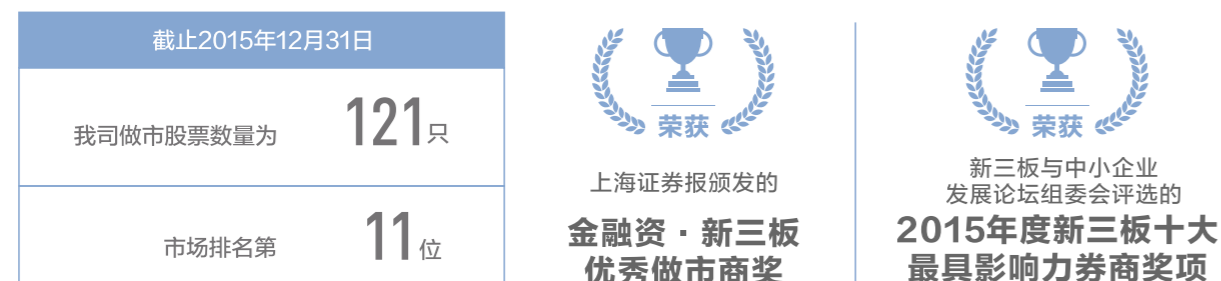 截止2015年12月31日
我司做市股票数量为 121只
市场排名第 11位
荣获
上海证券报颁发的
金融资·新三板
优秀做市商奖
荣获
新三板与中小企业
发展论坛组委会评选的
2015年度新三板十大
最具影响力券商奖项